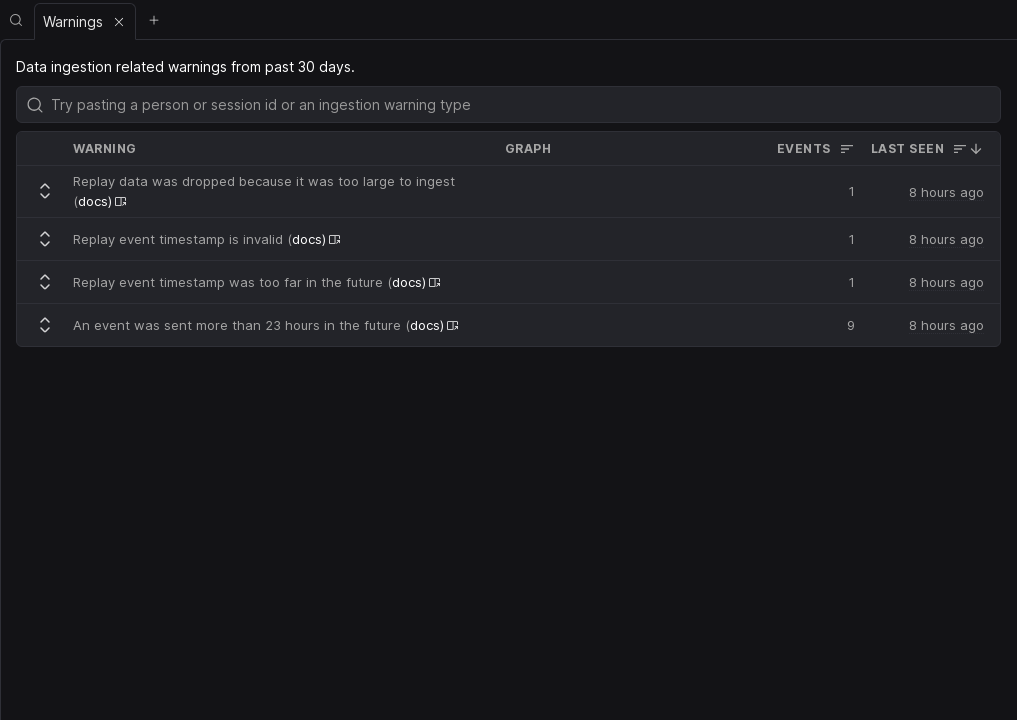 Warnings
Data ingestion related warnings from past 30 days.
Try pasting a person or session id or an ingestion warning type
WARNING GRAPH EVENTS LAST SEEN
Replay data was dropped because it was too large to ingest
(docs) 1 8 hours ago
Replay event timestamp is invalid (docs) 1 8 hours ago
Replay event timestamp was too far in the future (docs) 1 8 hours ago
An event was sent more than 23 hours in the future (docs) 9 8 hours ago